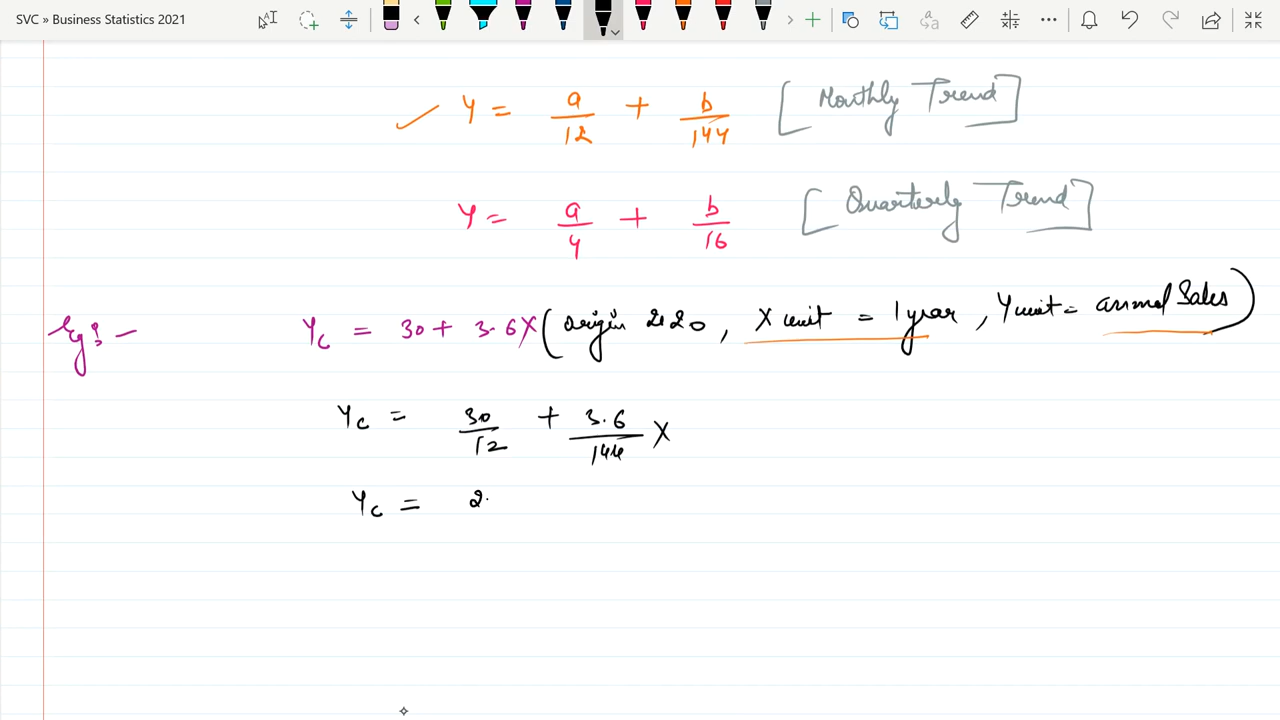 SVC » Business Statistics 2021
Y = a/12 + b/144 [Monthly Trend]
Y = a/4 + b/16 [Quarterly Trend]
Eg:- Yc = 30 + 3.6X (origin 2020, X unit = 1 year, Y unit = annual Sales)
Yc = 30/12 + 3.6/144 X
Yc = 2.